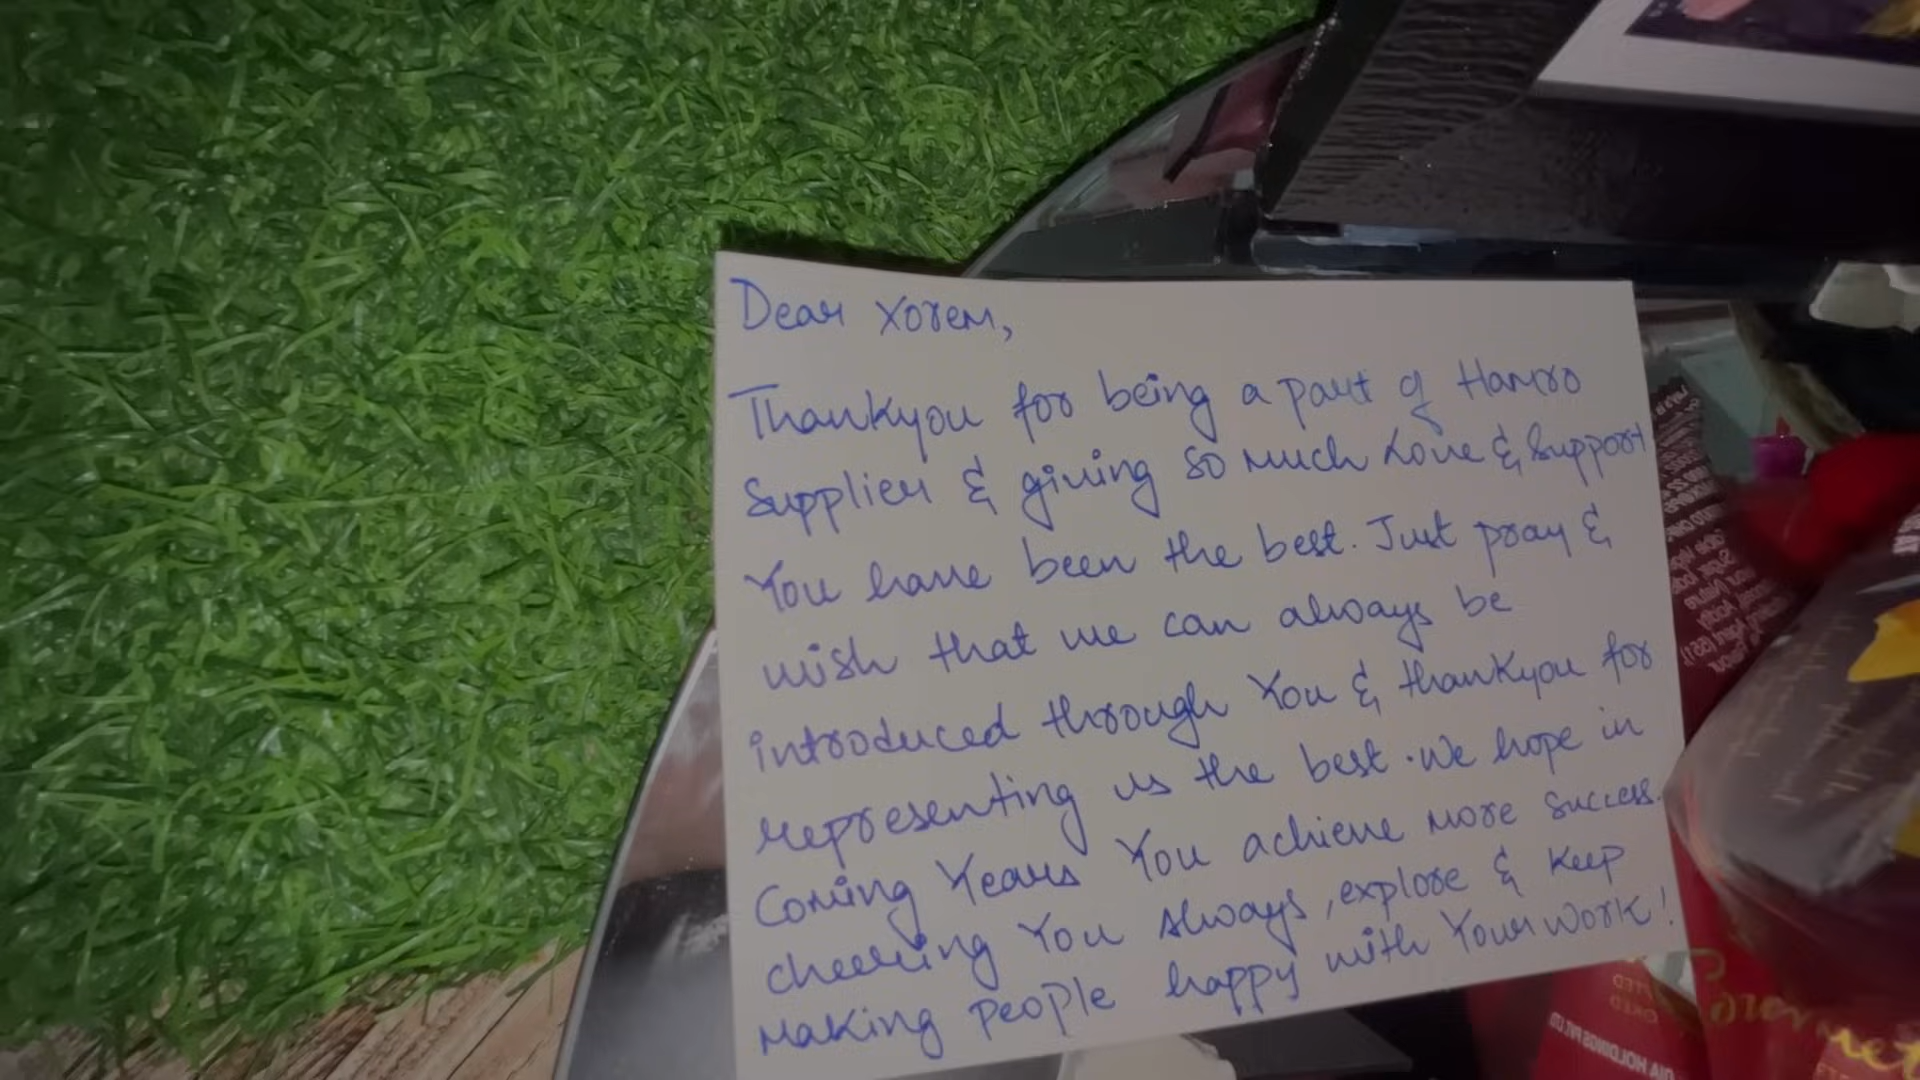 Dear Xorem,
Thankyou for being a part of Hamro
Supplier & giving so much Love & Support
You have been the best. Just pray &
wish that we can always be
introduced through You & thankyou for
representing us the best. We hope in
Coming Years You achieve more success.
cheering You Always, explore & keep
Making People happy with Your Work!